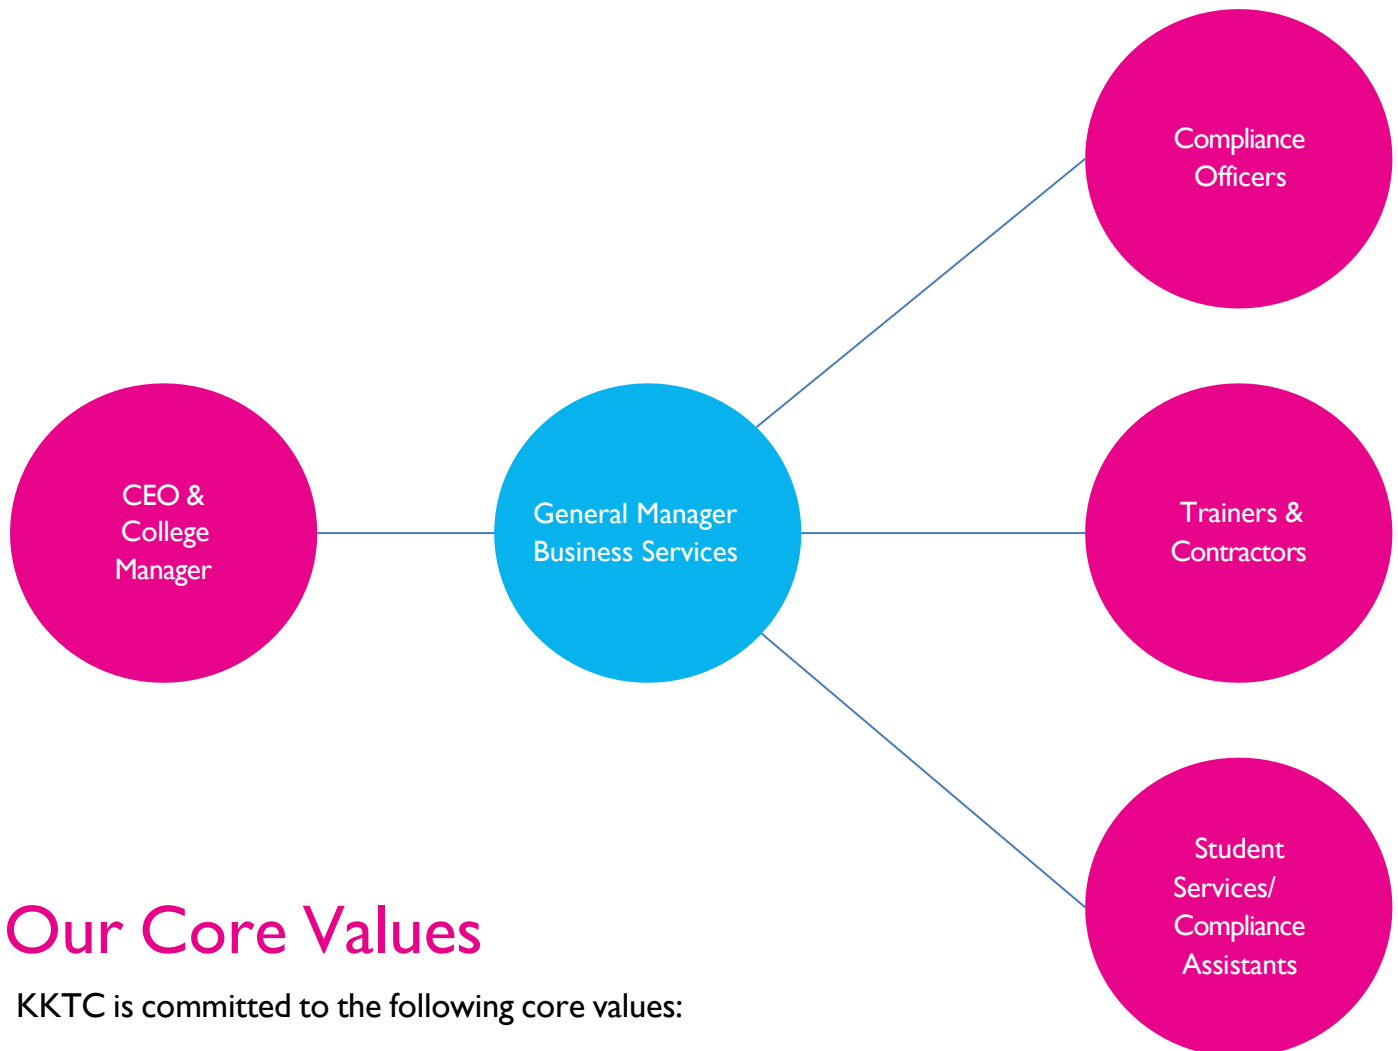 Compliance
Officers
CEO &
College
Manager
General Manager
Business Services
Trainers &
Contractors
Student
Services/
Compliance
Assistants
Our Core Values
KKTC is committed to the following core values: